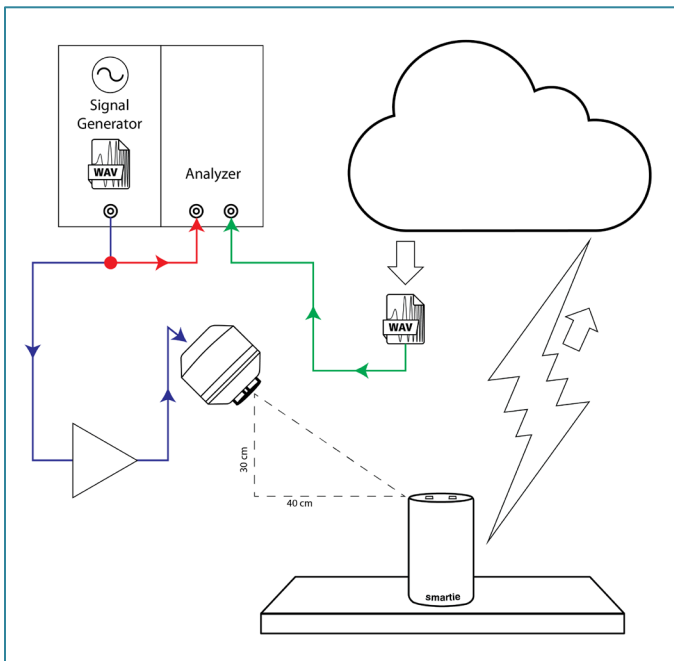 Signal
Generator
WAV
Analyzer
WAV
30 cm
40 cm
smartie